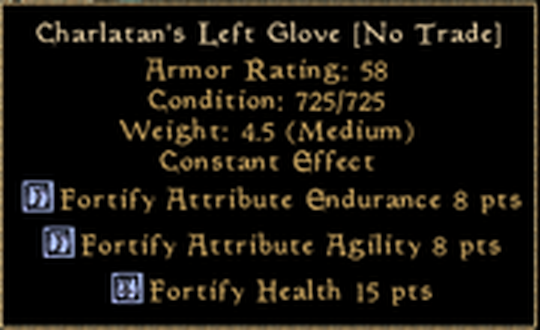 Charlatan's Left Glove [No Trade]
Armor Rating: 58
Condition: 725/725
Weight: 4.5 (Medium)
Constant Effect
Fortify Attribute Endurance 8 pts
Fortify Attribute Agility 8 pts
Fortify Health 15 pts